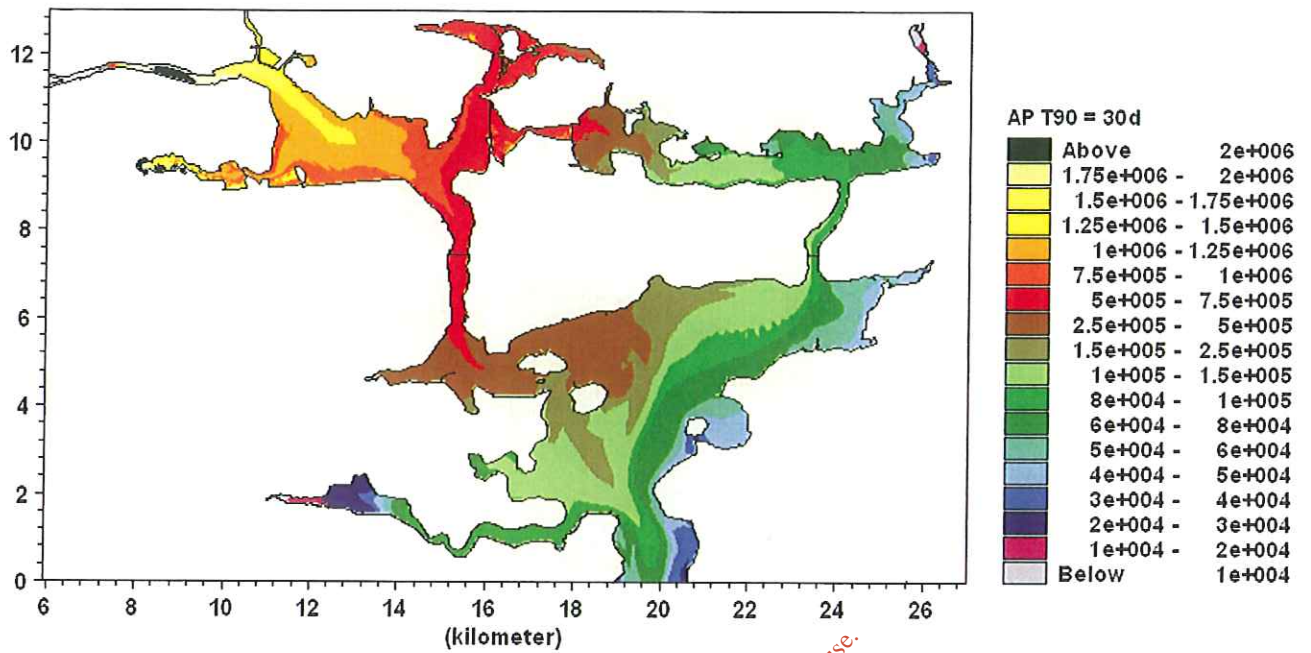 12
10
8
6
4
2
0
6 8 10 12 14 16 18 20 22 24 26
(kilometer)
AP T90 = 30d
Above 2e+006
1.75e+006 - 2e+006
1.5e+006 - 1.75e+006
1.25e+006 - 1.5e+006
1e+006 - 1.25e+006
7.5e+005 - 1e+006
5e+005 - 7.5e+005
2.5e+005 - 5e+005
1.5e+005 - 2.5e+005
1e+005 - 1.5e+005
8e+004 - 1e+005
6e+004 - 8e+004
5e+004 - 6e+004
4e+004 - 5e+004
3e+004 - 4e+004
2e+004 - 3e+004
1e+004 - 2e+004
Below 1e+004